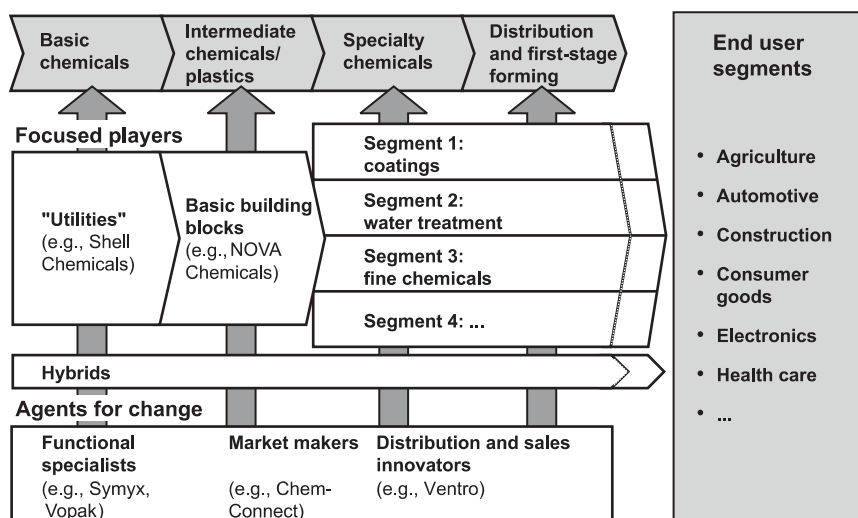 Basic
chemicals
Intermediate
chemicals/
plastics
Specialty
chemicals
Distribution
and first-stage
forming
End user
segments
Focused players
"Utilities"
(e.g., Shell
Chemicals)
Basic building
blocks
(e.g., NOVA
Chemicals)
Segment 1:
coatings
Segment 2:
water treatment
Segment 3:
fine chemicals
Segment 4: ...
• Agriculture
• Automotive
• Construction
• Consumer
goods
• Electronics
• Health care
• ...
Hybrids
Agents for change
Functional
specialists
(e.g., Symyx,
Vopak)
Market makers
(e.g., Chem-
Connect)
Distribution and sales
innovators
(e.g., Ventro)